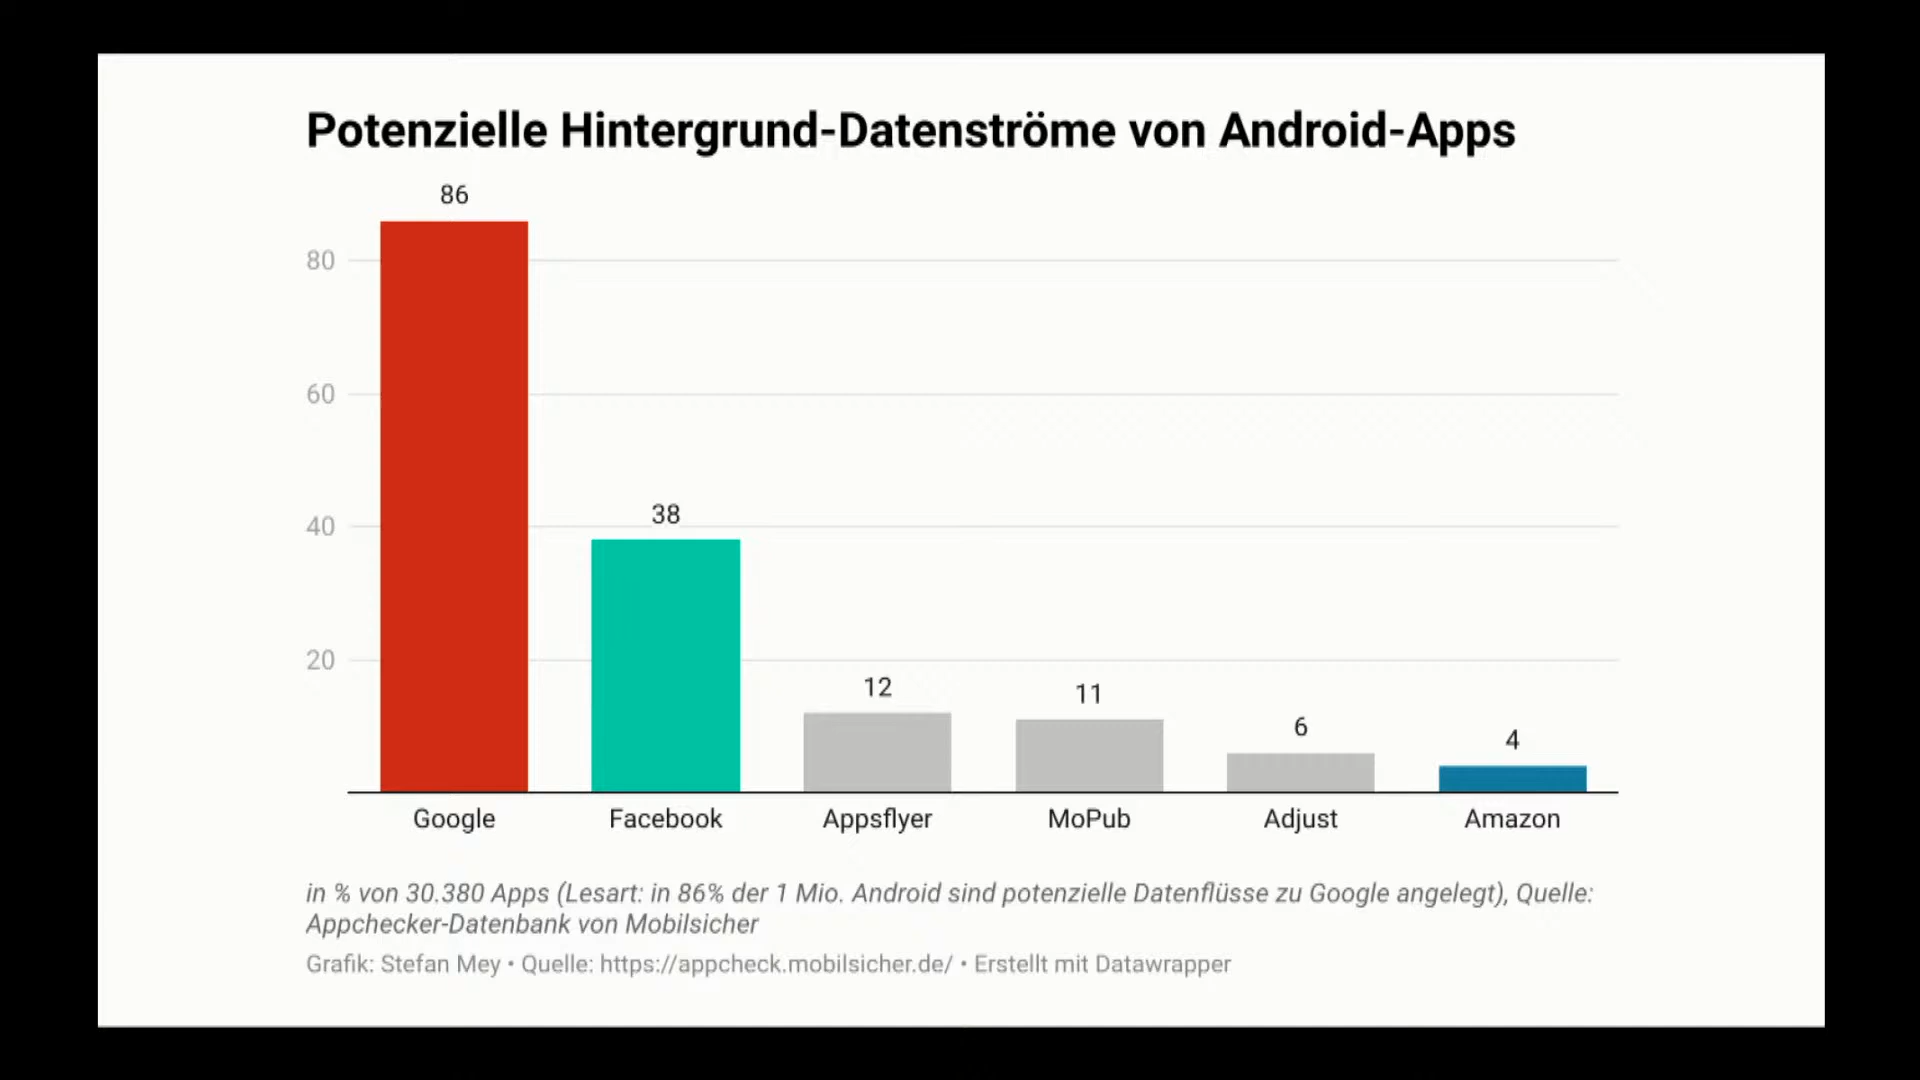 Potenzielle Hintergrund-Datenströme von Android-Apps
86
80
60
38
40
20
12
11
6
4
Google
Facebook
Appsflyer
MoPub
Adjust
Amazon
in % von 30.380 Apps (Lesart: in 86% der 1 Mio. Android sind potenzielle Datenflüsse zu Google angelegt), Quelle:
Appchecker-Datenbank von Mobilsicher
Grafik: Stefan Mey • Quelle: https://appcheck.mobilsicher.de/ • Erstellt mit Datawrapper